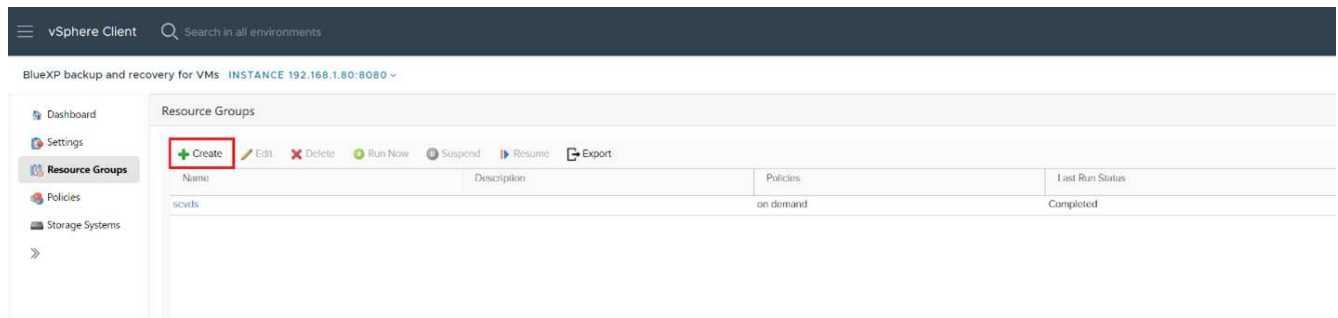 vSphere Client Search in all environments
BlueXP backup and recovery for VMs INSTANCE 192.168.1.80:8080
Dashboard
Settings
Resource Groups
Policies
Storage Systems
Resource Groups
Create Edit Delete Run Now Suspend Resume Export
Name Description Policies Last Run Status
scvds on demand Completed